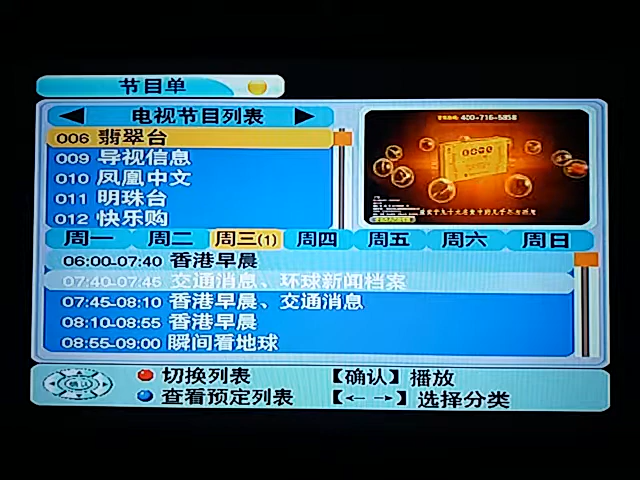 节目单
电视节目列表
006 翡翠台
009 导视信息
010 凤凰中文
011 明珠台
012 快乐购
400-716-5858
周一 周二 周三(1) 周四 周五 周六 周日
06:00-07:40 香港早晨
07:40-07:45 交通消息、环球新闻档案
07:45-08:10 香港早晨、交通消息
08:10-08:55 香港早晨
08:55-09:00 瞬间看地球
确认
切换列表 【确认】播放
查看预定列表 【←- -→】选择分类